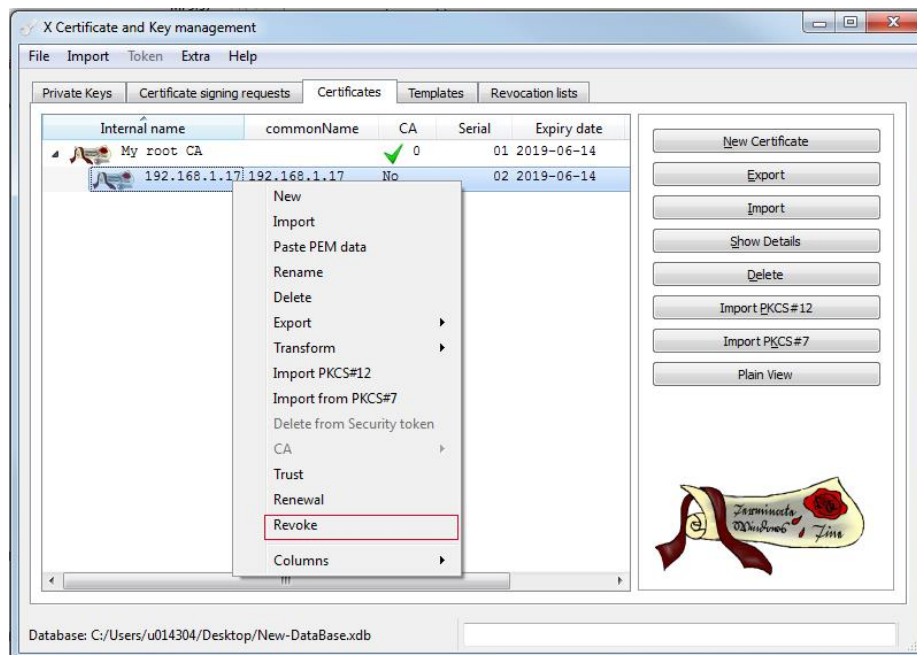 X Certificate and Key management
File Import Token Extra Help
Private Keys Certificate signing requests Certificates Templates Revocation lists
Internal name commonName CA Serial Expiry date
My root CA 0 01 2019-06-14
192.168.1.17 192.168.1.17 No 02 2019-06-14
New
Import
Paste PEM data
Rename
Delete
Export
Transform
Import PKCS#12
Import from PKCS#7
Delete from Security token
CA
Trust
Renewal
Revoke
Columns
New Certificate
Export
Import
Show Details
Delete
Import PKCS#12
Import PKCS#7
Plain View
Windows
Database: C:/Users/u014304/Desktop/New-DataBase.xdb